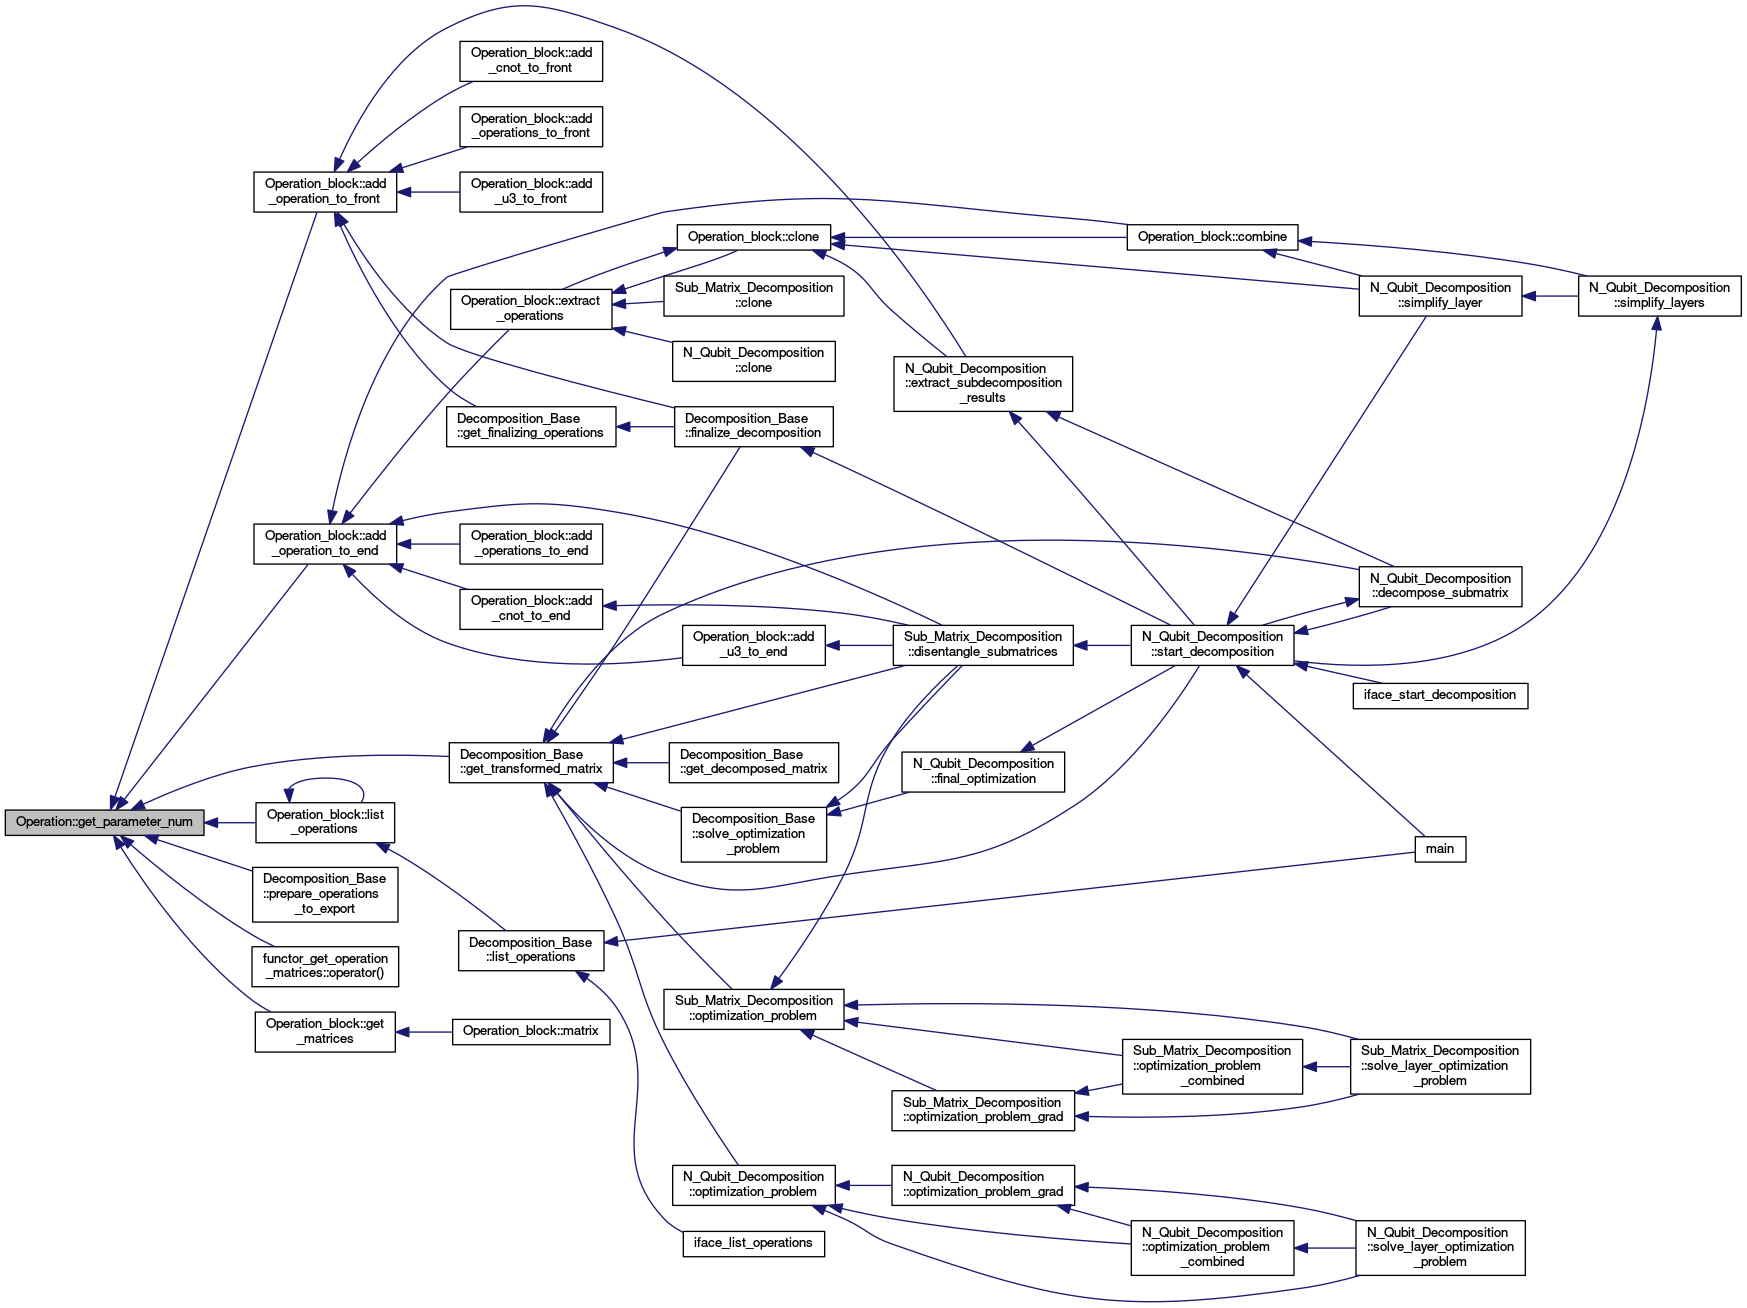 Operation::get_parameter_num
Operation_block::add
_operation_to_front
Operation_block::add
_operation_to_end
Decomposition_Base
::get_transformed_matrix
Operation_block::list
_operations
Decomposition_Base
::prepare_operations
_to_export
functor_get_operation
_matrices::operator()
Operation_block::get
_matrices
Operation_block::add
_cnot_to_front
Operation_block::add
_operations_to_front
Operation_block::add
_u3_to_front
Operation_block::extract
_operations
Decomposition_Base
::get_finalizing_operations
Operation_block::add
_operations_to_end
Operation_block::add
_cnot_to_end
Decomposition_Base
::list_operations
Operation_block::matrix
Operation_block::clone
Sub_Matrix_Decomposition
::clone
N_Qubit_Decomposition
::clone
Decomposition_Base
::finalize_decomposition
Operation_block::add
_u3_to_end
Decomposition_Base
::get_decomposed_matrix
Decomposition_Base
::solve_optimization
_problem
Sub_Matrix_Decomposition
::optimization_problem
N_Qubit_Decomposition
::optimization_problem
iface_list_operations
N_Qubit_Decomposition
::extract_subdecomposition
_results
Sub_Matrix_Decomposition
::disentangle_submatrices
N_Qubit_Decomposition
::final_optimization
Sub_Matrix_Decomposition
::optimization_problem_grad
N_Qubit_Decomposition
::optimization_problem_grad
Operation_block::combine
N_Qubit_Decomposition
::start_decomposition
Sub_Matrix_Decomposition
::optimization_problem
_combined
N_Qubit_Decomposition
::optimization_problem
_combined
N_Qubit_Decomposition
::simplify_layer
N_Qubit_Decomposition
::decompose_submatrix
iface_start_decomposition
main
Sub_Matrix_Decomposition
::solve_layer_optimization
_problem
N_Qubit_Decomposition
::solve_layer_optimization
_problem
N_Qubit_Decomposition
::simplify_layers